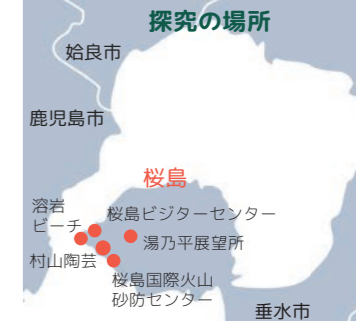 探究の場所
姶良市
鹿児島市
桜島
溶岩
ビーチ
桜島ビジターセンター
湯乃平展望所
村山陶芸
桜島国際火山
砂防センター
垂水市